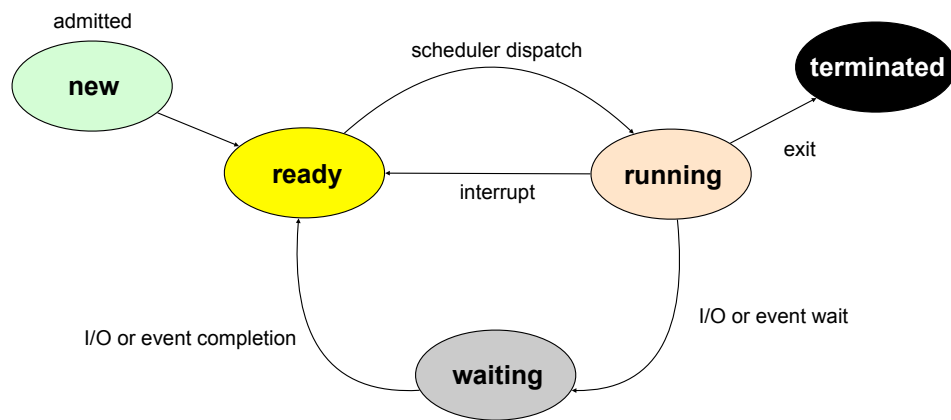 admitted
new
scheduler dispatch
terminated
ready
interrupt
running
exit
I/O or event completion
waiting
I/O or event wait